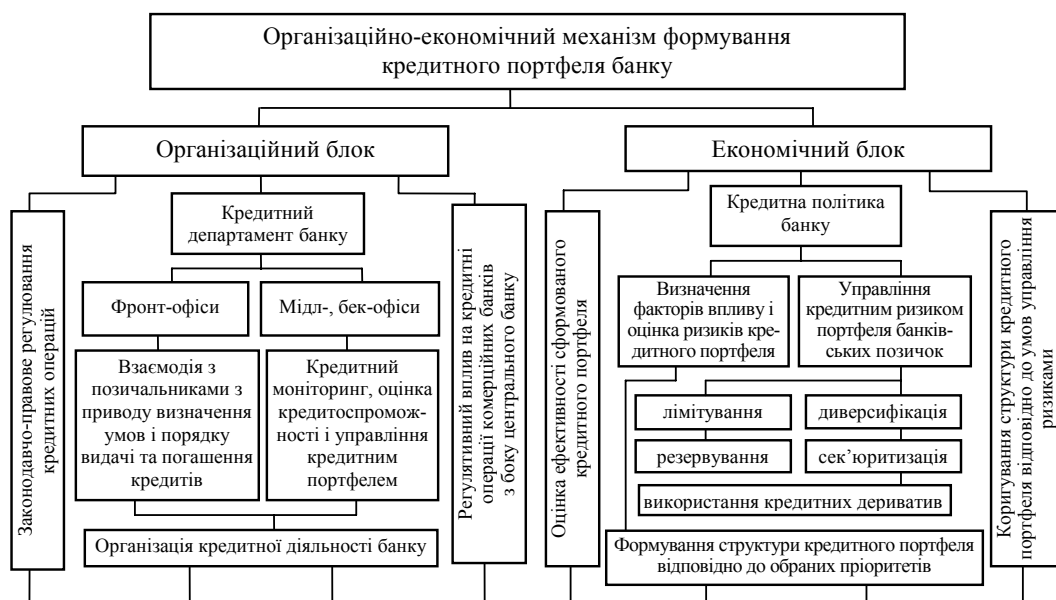 Організаційно-економічний механізм формування
кредитного портфеля банку
Організаційний блок
Економічний блок
Законодавчо-правове регулювання
кредитних операцій
Кредитний
департамент банку
Фронт-офіси
Мідл-, бек-офіси
Взаємодія з
позичальниками з
приводу визначення
умов і порядку
видачі та погашення
кредитів
Кредитний
моніторинг, оцінка
кредитоспромож-
ності і управління
кредитним
портфелем
Організація кредитної діяльності банку
Регулятивний вплив на кредитні
операції комерційних банків
з боку центрального банку
Оцінка ефективності сформованого
кредитного портфеля
Кредитна політика
банку
Визначення
факторів впливу і
оцінка ризиків кре-
дитного портфеля
Управління
кредитним ризиком
портфеля банків-
ських позичок
лімітування
диверсифікація
резервування
сек’юритизація
використання кредитних дериватив
Формування структури кредитного портфеля
відповідно до обраних пріоритетів
Коригування структури кредитного
портфеля відповідно до умов управління
ризиками